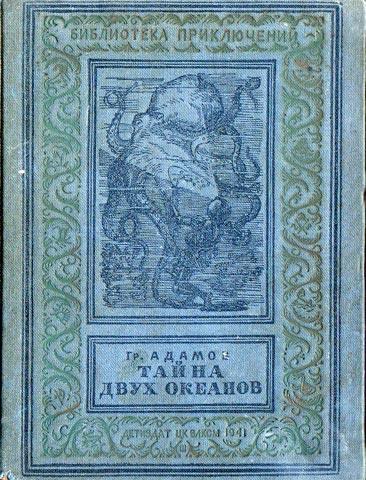 БИБЛИОТЕКА ПРИКЛЮЧЕНИЙ
Гр. АДАМОВ
ТАЙНА
ДВУХ ОКЕАНОВ
ДЕТИЗДАТ ЦК ВЛКСМ 1941